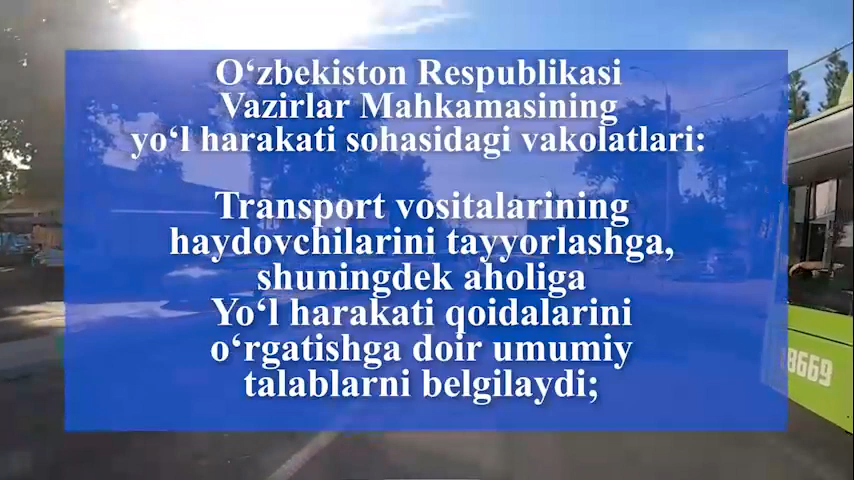 O‘zbekiston Respublikasi
Vazirlar Mahkamasining
yo‘l harakati sohasidagi vakolatlari:
Transport vositalarining
haydovchilarini tayyorlashga,
shuningdek aholiga
Yo‘l harakati qoidalarini
o‘rgatishga doir umumiy
talablarni belgilaydi;
8669